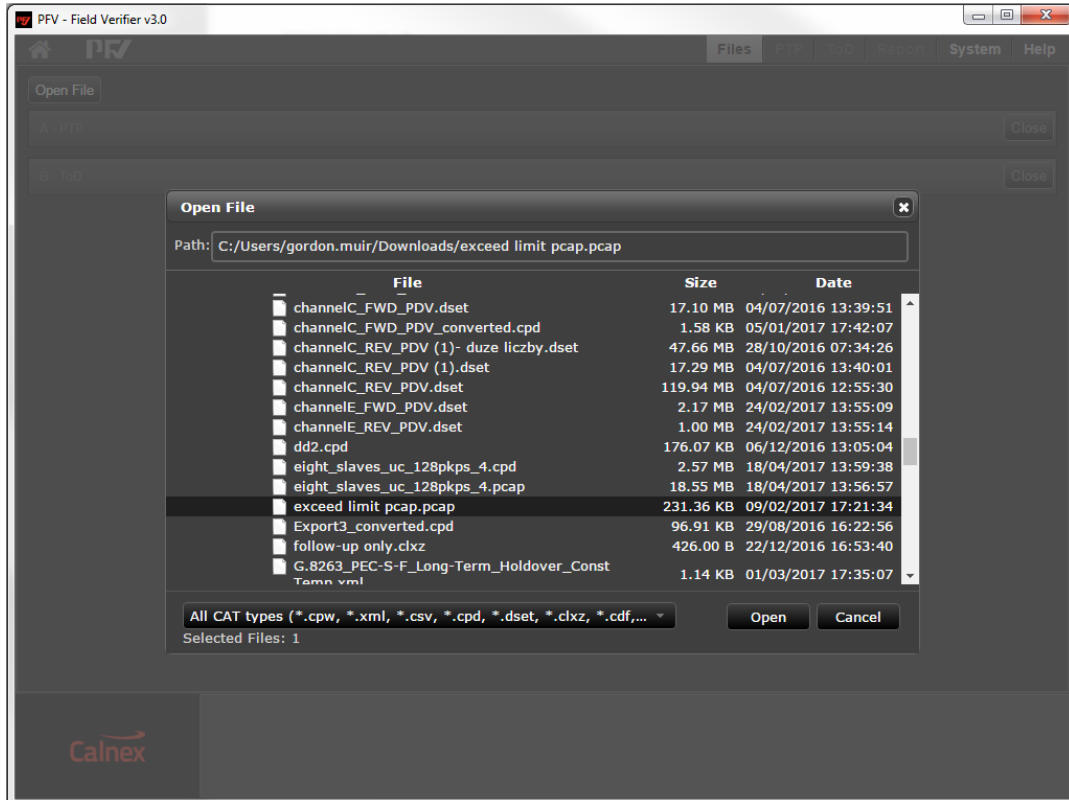 PFV - Field Verifier v3.0
PFV Files PTP ToD Report System Help
Open File
A - PTP Close
B - ToD Close
Open File
Path: C:/Users/gordon.muir/Downloads/exceed limit pcap.pcap
File Size Date
channelC_FWD_PDV.dset 17.10 MB 04/07/2016 13:39:51
channelC_FWD_PDV_converted.cpd 1.58 KB 05/01/2017 17:42:07
channelC_REV_PDV (1)- duze liczby.dset 47.66 MB 28/10/2016 07:34:26
channelC_REV_PDV (1).dset 17.29 MB 04/07/2016 13:40:01
channelC_REV_PDV.dset 119.94 MB 04/07/2016 12:55:30
channelE_FWD_PDV.dset 2.17 MB 24/02/2017 13:55:09
channelE_REV_PDV.dset 1.00 MB 24/02/2017 13:55:14
dd2.cpd 176.07 KB 06/12/2016 13:05:04
eight_slaves_uc_128pkps_4.cpd 2.57 MB 18/04/2017 13:59:38
eight_slaves_uc_128pkps_4.pcap 18.55 MB 18/04/2017 13:56:57
exceed limit pcap.pcap 231.36 KB 09/02/2017 17:21:34
Export3_converted.cpd 96.91 KB 29/08/2016 16:22:56
follow-up only.clxz 426.00 B 22/12/2016 16:53:40
G.8263_PEC-S-F_Long-Term_Holdover_Const
Temp.xml 1.14 KB 01/03/2017 17:35:07
All CAT types (*.cpw, *.xml, *.csv, *.cpd, *.dset, *.clxz, *.cdf,... Open Cancel
Selected Files: 1
Calnex